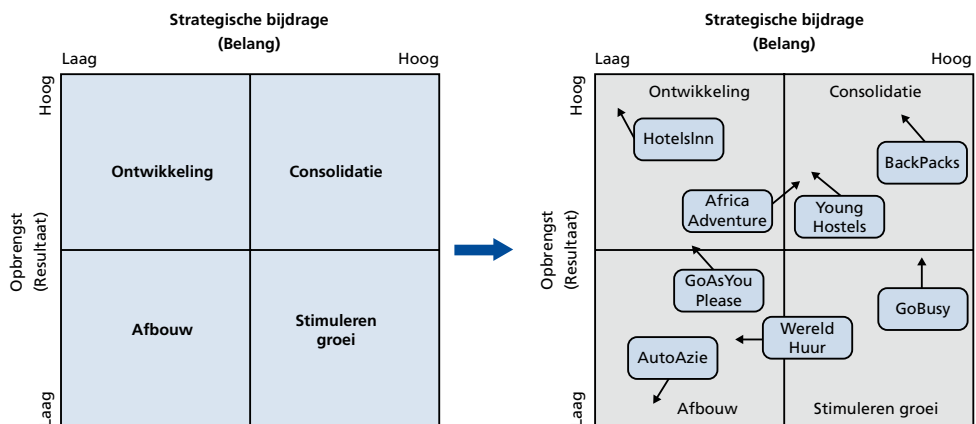 Strategische bijdrage
(Belang)
Laag
Hoog
Hoog
Opbrengst
(Resultaat)
Laag
Ontwikkeling
Consolidatie
Afbouw
Stimuleren
groei
Strategische bijdrage
(Belang)
Laag
Hoog
Hoog
Opbrengst
(Resultaat)
Laag
Ontwikkeling
Consolidatie
HotelsInn
BackPacks
Africa
Adventure
Young
Hostels
GoAsYou
Please
GoBusy
Wereld
Huur
AutoAzie
Afbouw
Stimuleren groei